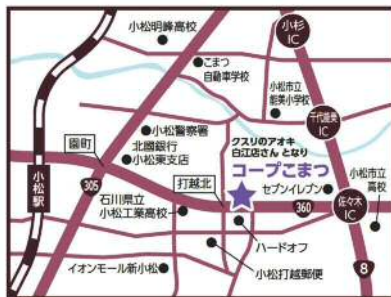 小松明峰高校
小杉
IC
こまつ
自動車学校
小松市立
能美小学校
千代能美
IC
小松警察署
北國銀行
小松東支店
クスリのアオキ
白江店さん となり
コープこまつ
園町
小松駅
305
石川県立
小松工業高校
打越北
セブンイレブン
360
佐々木
IC
小松市立
高校
ハードオフ
イオンモール新小松
小松打越郵便
8